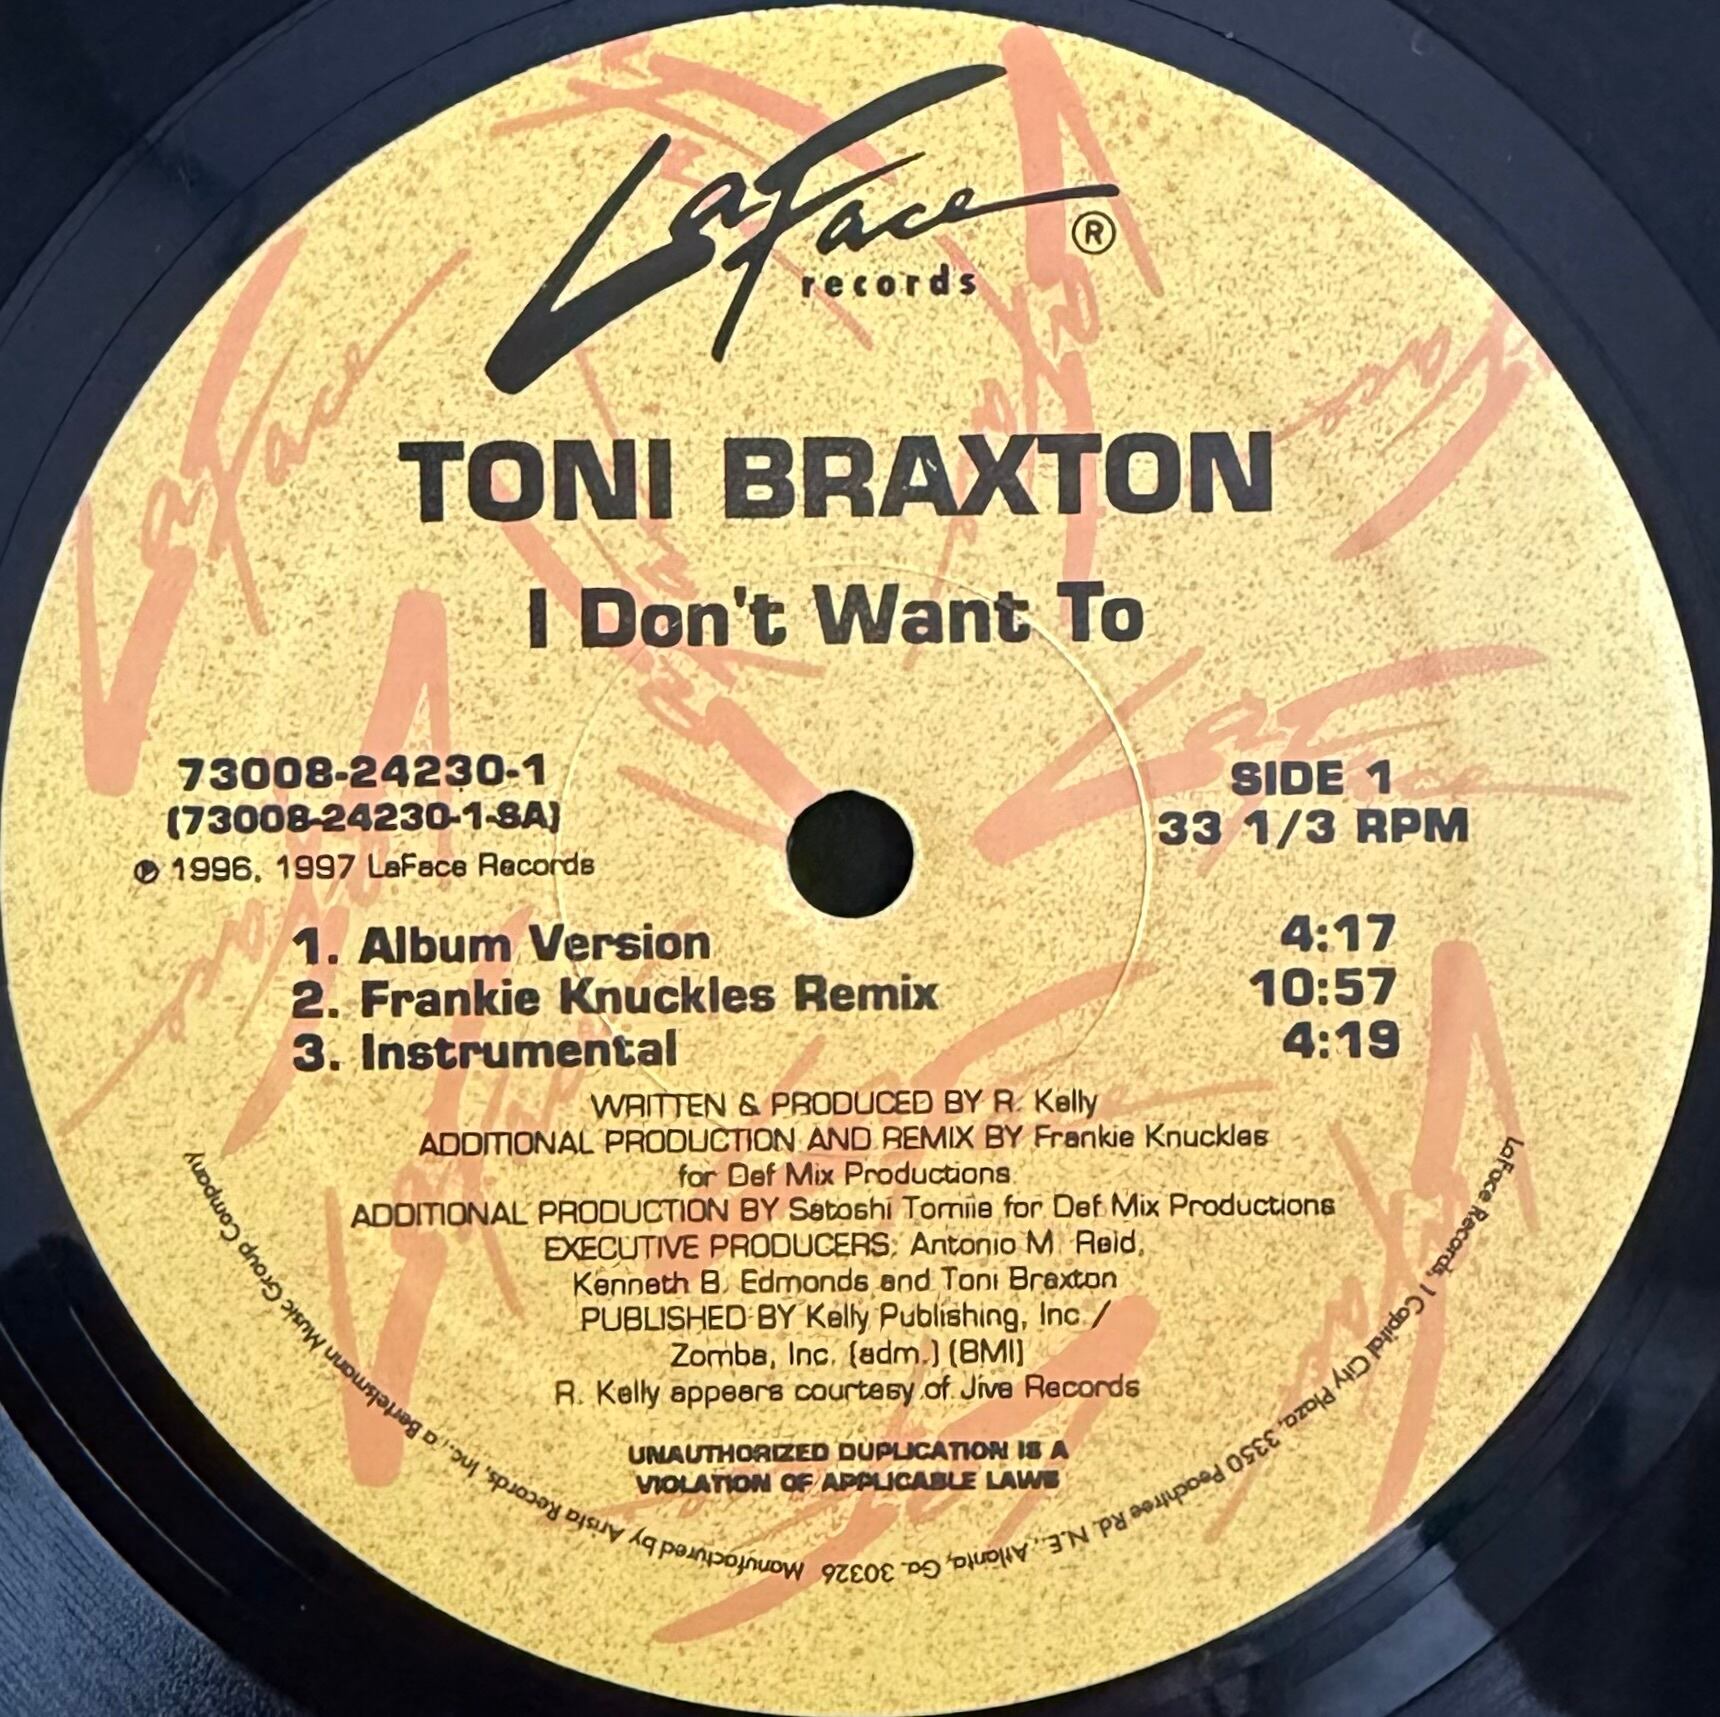 LaFace
records ®
TONI BRAXTON
I Don't Want To
73008-24230-1
(73008-24230-1-SA)
℗ 1996, 1997 LaFace Records
SIDE 1
33 1/3 RPM
1. Album Version 4:17
2. Frankie Knuckles Remix 10:57
3. Instrumental 4:19
WRITTEN & PRODUCED BY R. Kelly
ADDITIONAL PRODUCTION AND REMIX BY Frankie Knuckles
for Def Mix Productions
ADDITIONAL PRODUCTION BY Satoshi Tomiie for Def Mix Productions
EXECUTIVE PRODUCERS: Antonio M. Reid,
Kenneth B. Edmonds and Toni Braxton
PUBLISHED BY Kelly Publishing, Inc./
Zomba, Inc. (adm.) (BMI)
R. Kelly appears courtesy of Jive Records
UNAUTHORIZED DUPLICATION IS A
VIOLATION OF APPLICABLE LAWS
LaFace Records, 1 Capital City Plaza, 3350 Peachtree Rd. N.E., Atlanta, Ga. 30326 Manufactured by Arista Records, Inc., a Bertelsmann Music Group Company